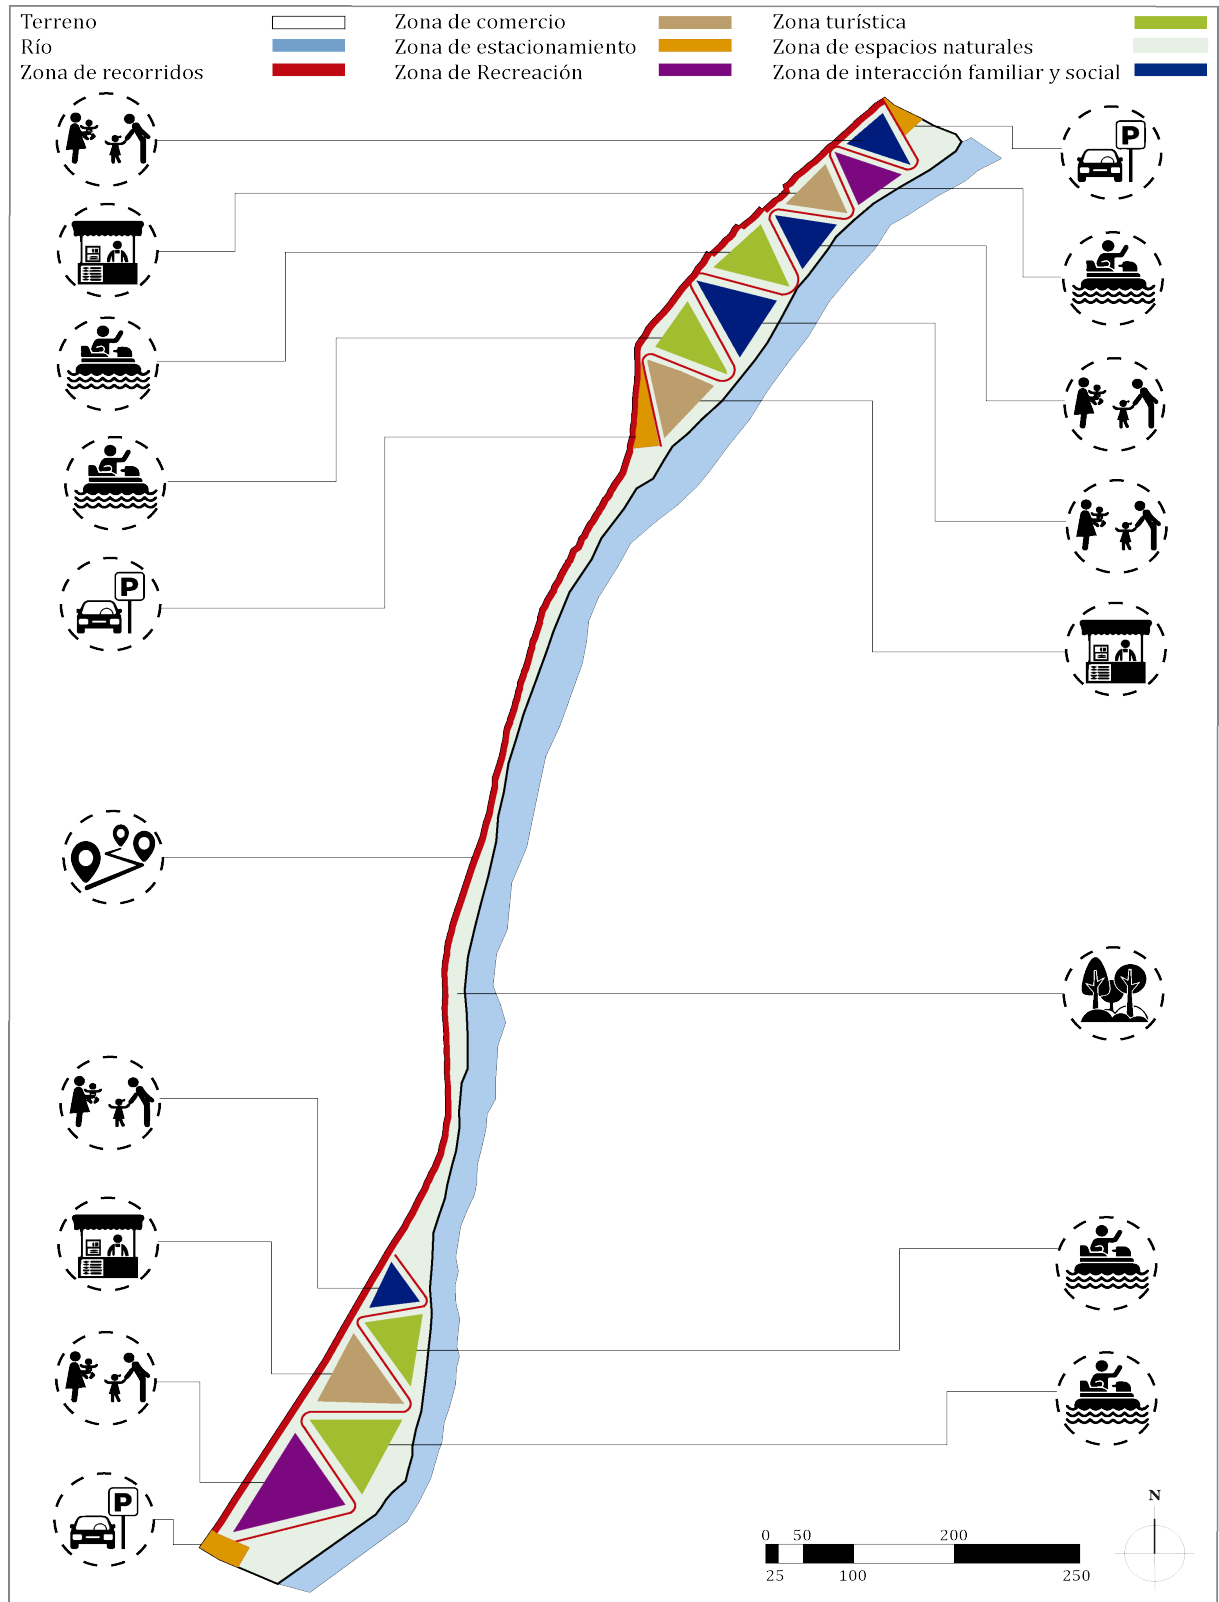 Terreno
Río
Zona de recorridos
Zona de comercio
Zona de estacionamiento
Zona de Recreación
Zona turística
Zona de espacios naturales
Zona de interacción familiar y social
P
P
P
N
0 50 200
25 100 250